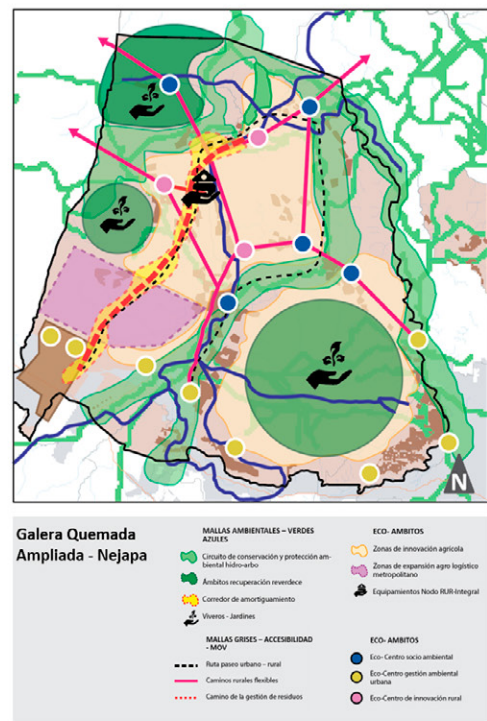 N
Galera Quemada
Ampliada - Nejapa
MALLAS AMBIENTALES – VERDES
AZULES
Circuito de conservación y protección am-
biental hidro-arbo
Ámbitos recuperación reverdece
Corredor de amortiguamiento
Viveros - Jardines
MALLAS GRISES – ACCESIBILIDAD
- MOV
Ruta paseo urbano – rural
Caminos rurales flexibles
Camino de la gestión de residuos
ECO- AMBITOS
Zonas de innovación agrícola
Zonas de expansión agro logístico
metropolitano
Equipamientos Nodo RUR-Integral
ECO- AMBITOS
Eco- Centro socio ambiental
Eco-Centro gestión ambiental
urbana
Eco-Centro de innovación rural